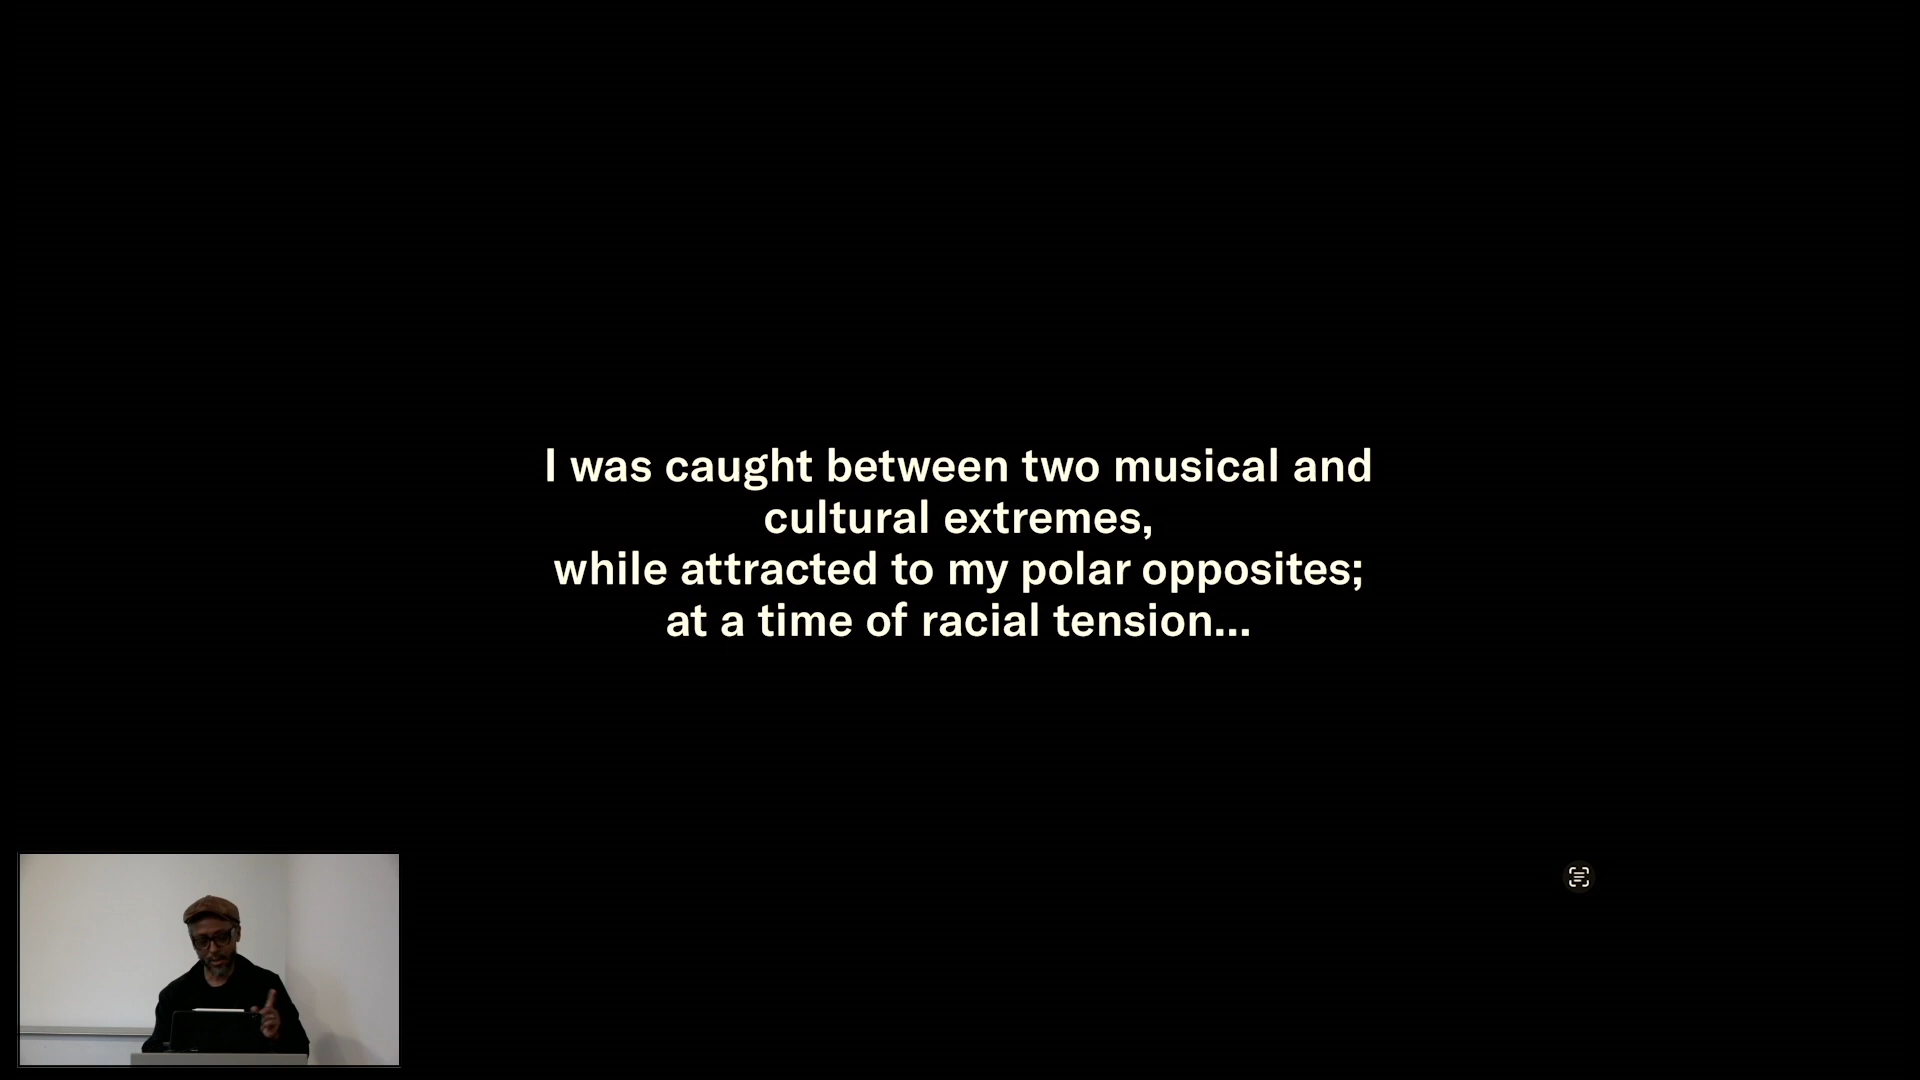 I was caught between two musical and
cultural extremes,
while attracted to my polar opposites;
at a time of racial tension...